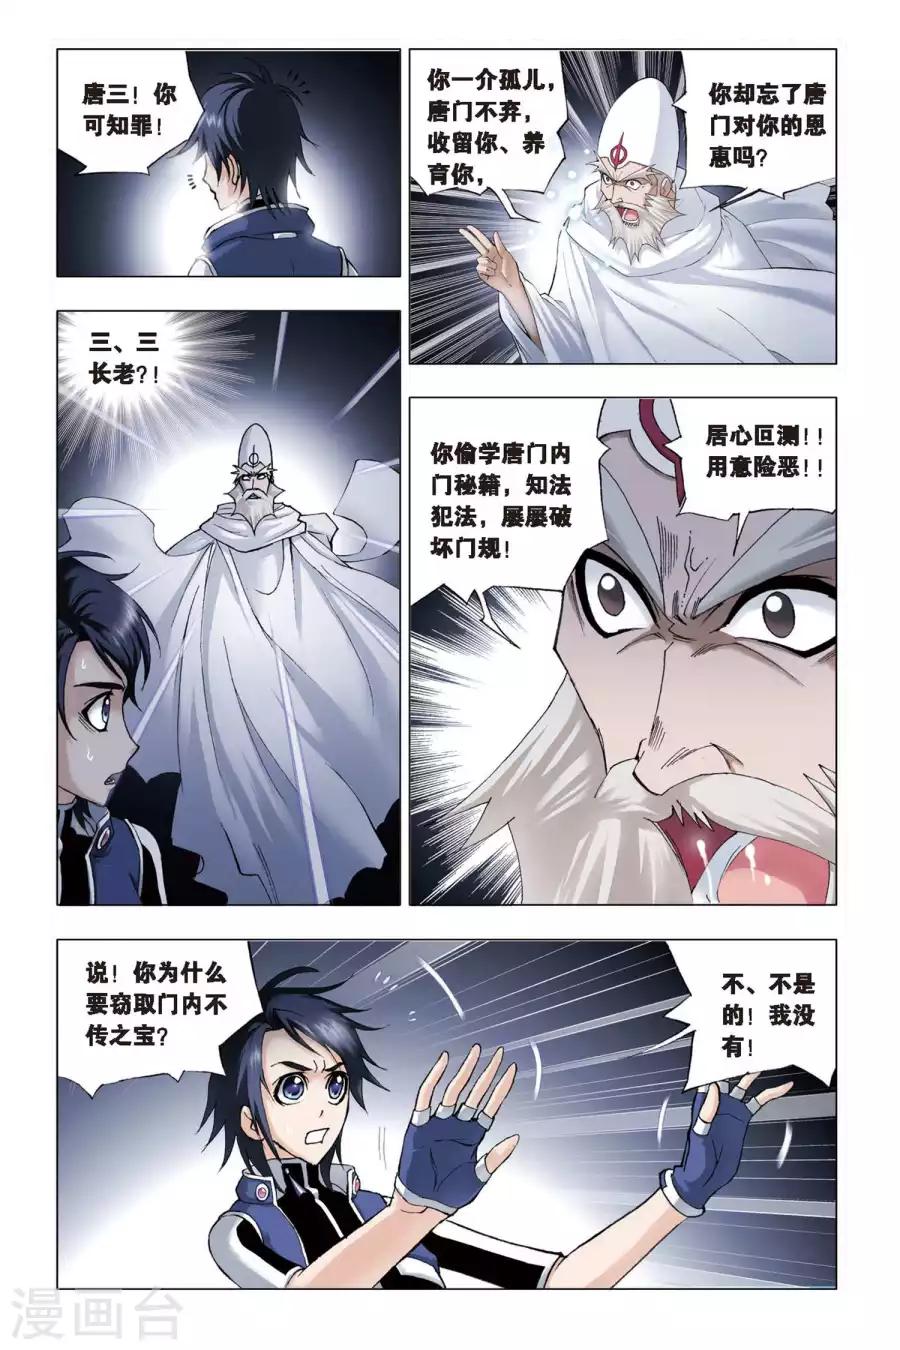 唐三！你
可知罪！
三、三
长老？！
你一介孤儿，
唐门不弃，
收留你、养
育你，
你却忘了唐
门对你的恩
惠吗？
你偷学唐门内
门秘籍，知法
犯法，屡屡破
坏门规！
居心叵测！！
用意险恶！！
说！你为什么
要窃取门内不
传之宝？
不、不是
的！我没
有！
漫画台